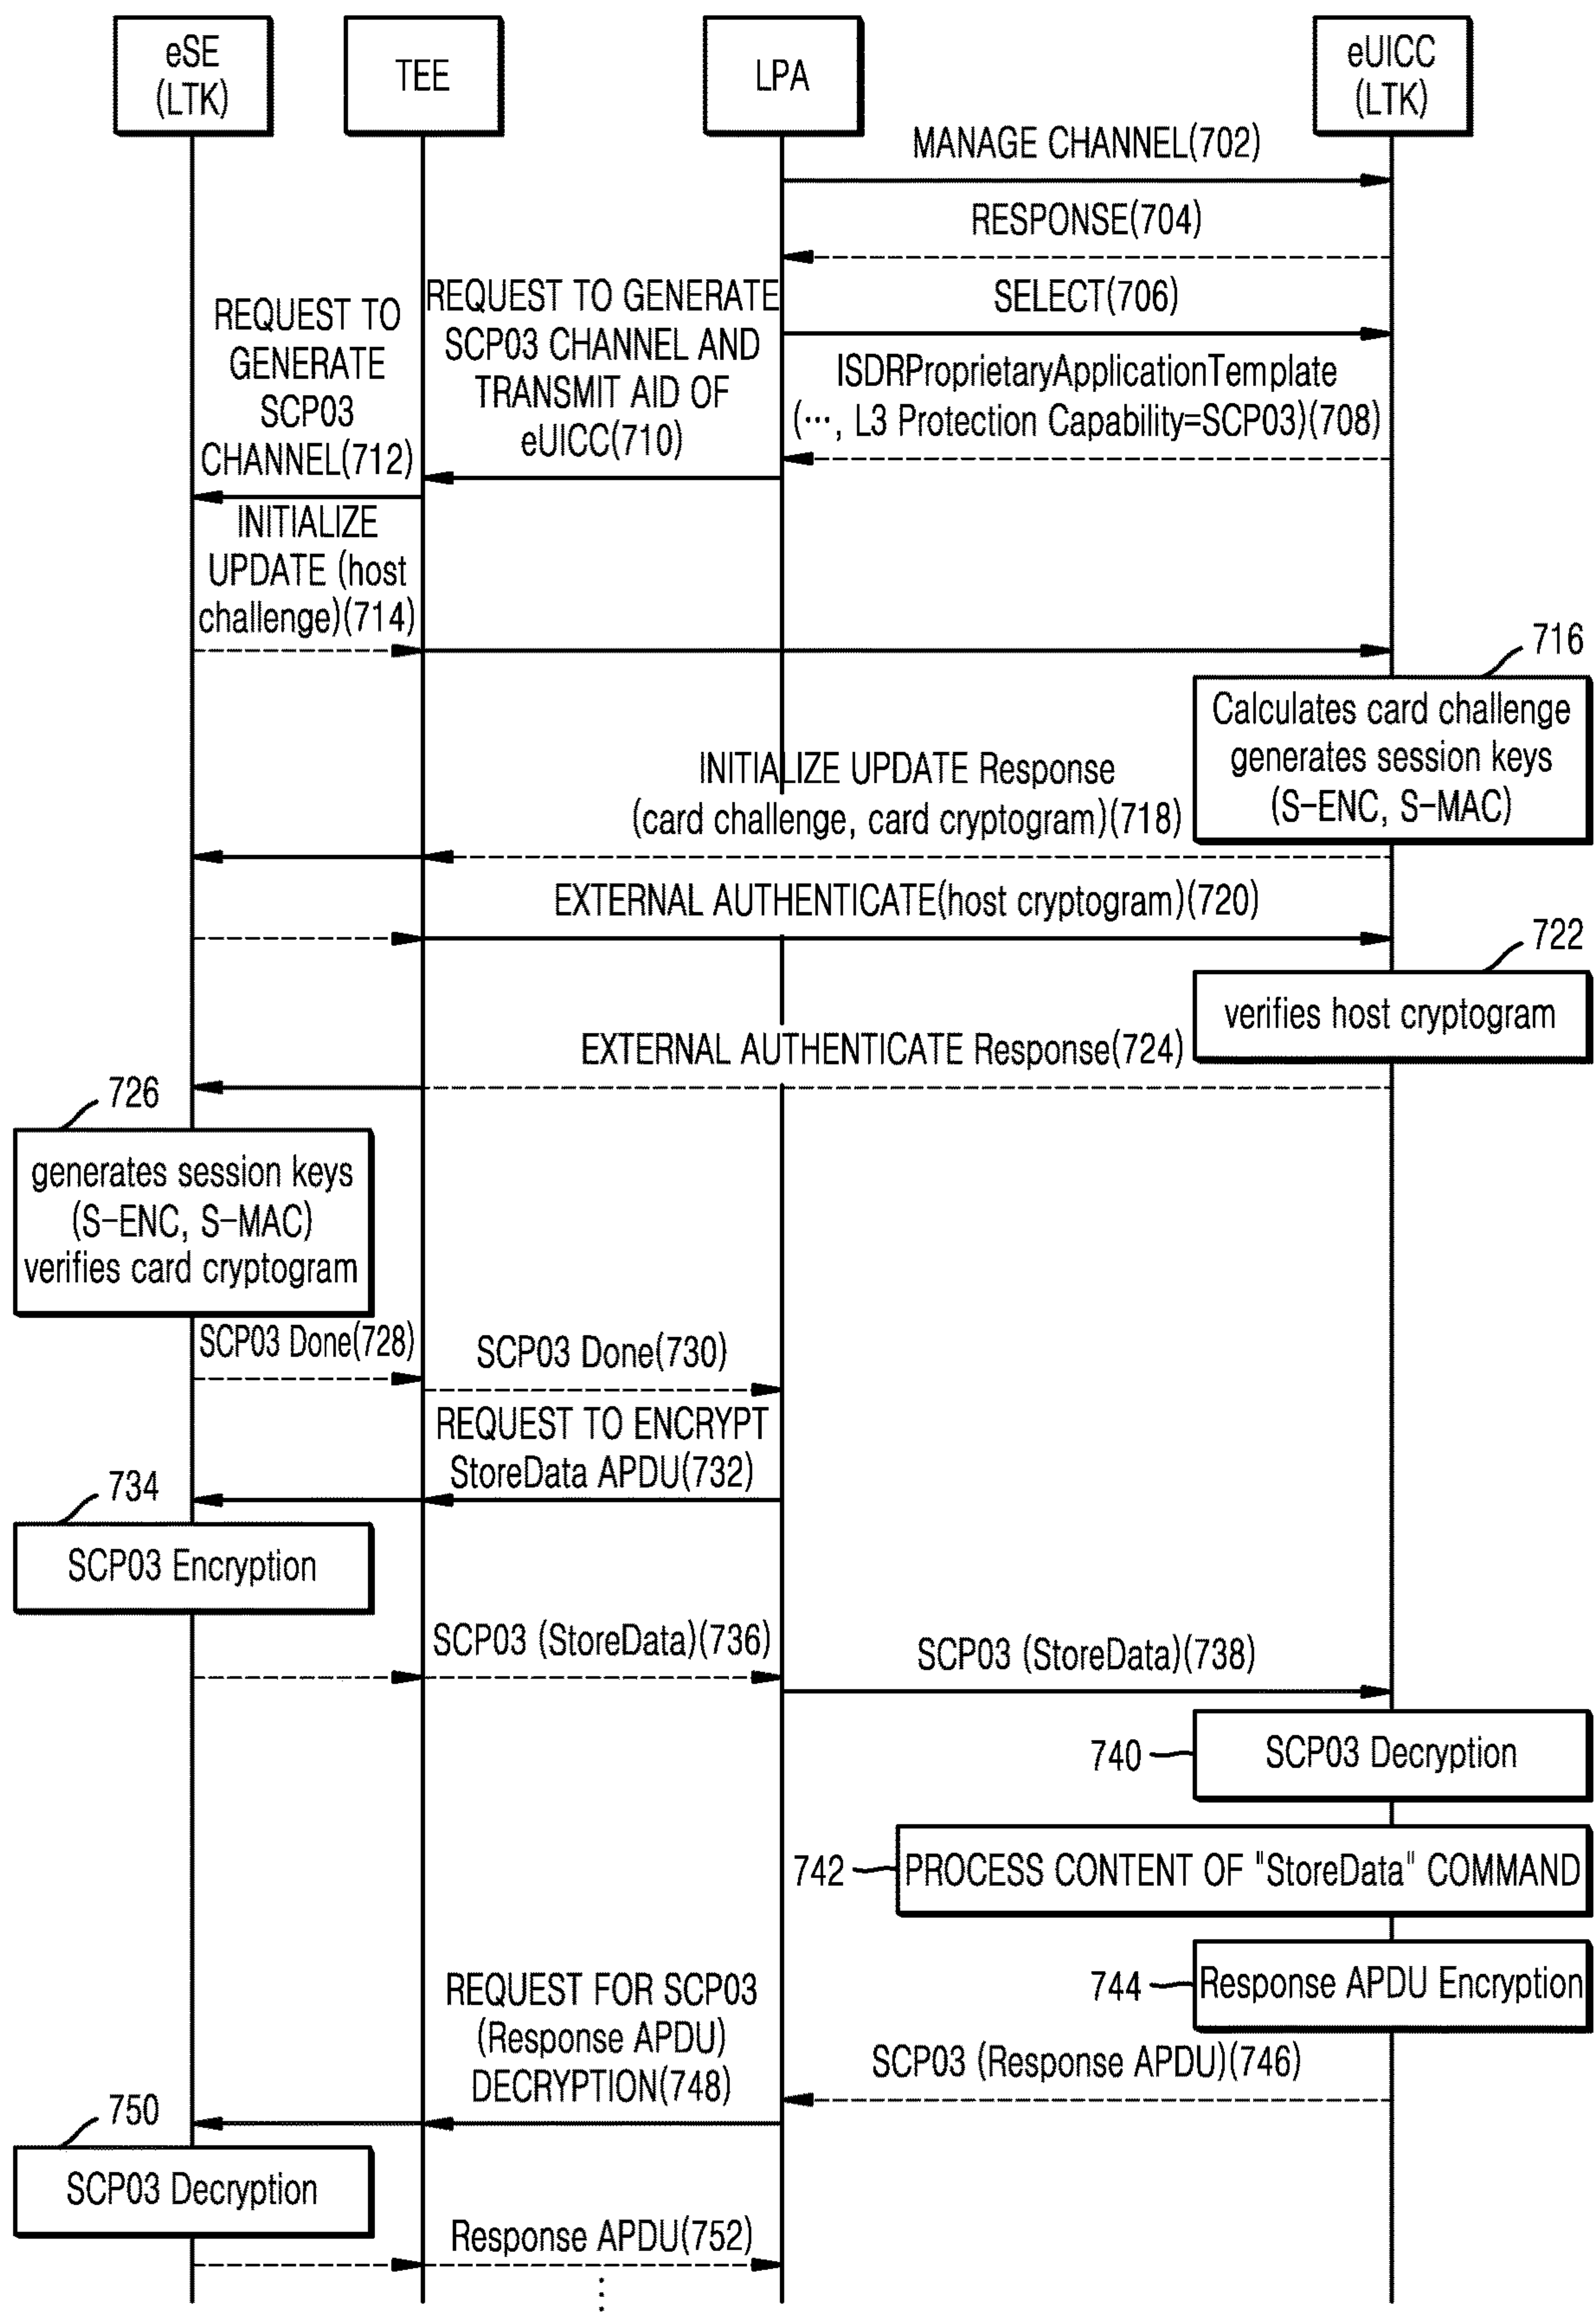 eSE
(LTK)
TEE
LPA
eUICC
(LTK)
MANAGE CHANNEL(702)
RESPONSE(704)
SELECT(706)
ISDRProprietaryApplicationTemplate
(···, L3 Protection Capability=SCP03)(708)
REQUEST TO GENERATE
SCP03 CHANNEL AND
TRANSMIT AID OF
eUICC(710)
REQUEST TO
GENERATE
SCP03
CHANNEL(712)
INITIALIZE
UPDATE (host
challenge)(714)
716
Calculates card challenge
generates session keys
(S-ENC, S-MAC)
INITIALIZE UPDATE Response
(card challenge, card cryptogram)(718)
EXTERNAL AUTHENTICATE(host cryptogram)(720)
722
verifies host cryptogram
EXTERNAL AUTHENTICATE Response(724)
726
generates session keys
(S-ENC, S-MAC)
verifies card cryptogram
SCP03 Done(728)
SCP03 Done(730)
REQUEST TO ENCRYPT
StoreData APDU(732)
734
SCP03 Encryption
SCP03 (StoreData)(736)
SCP03 (StoreData)(738)
740
SCP03 Decryption
742
PROCESS CONTENT OF "StoreData" COMMAND
744
Response APDU Encryption
SCP03 (Response APDU)(746)
REQUEST FOR SCP03
(Response APDU)
DECRYPTION(748)
750
SCP03 Decryption
Response APDU(752)